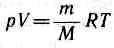 pV = m/M RT